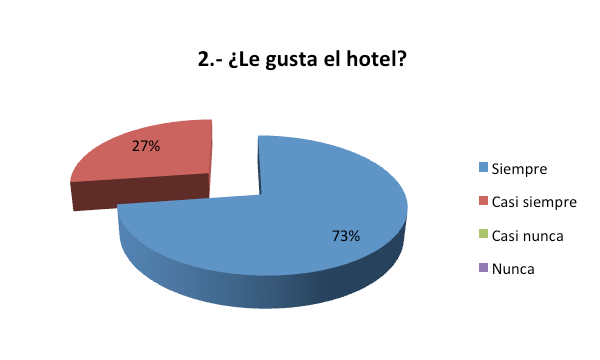 2.- ¿Le gusta el hotel?
27%
73%
Siempre
Casi siempre
Casi nunca
Nunca